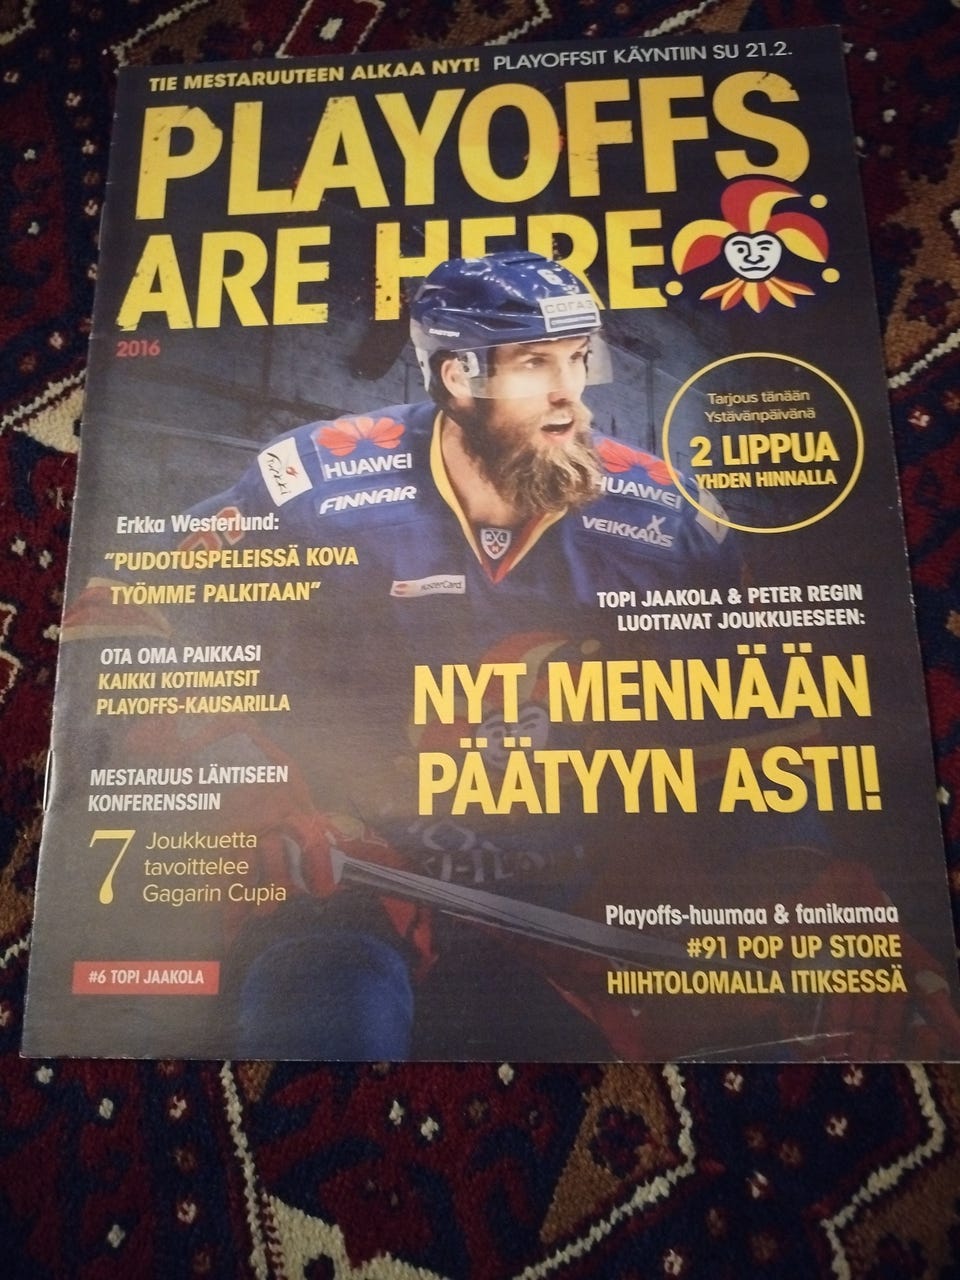 TIE MESTARUUTEEN ALKAA NYT! PLAYOFFSIT KÄYNTIIN SU 21.2.
PLAYOFFS
ARE HERE
2016
6
СОГАЗ
Tarjous tänään
Ystävänpäivänä
2 LIPPUA
YHDEN HINNALLA
HUAWEI
HUAWEI
FINNAIR
VEIKKAUS
MasterCard
Erkka Westerlund:
"PUDOTUSPELEISSÄ KOVA
TYÖMME PALKITAAN"
TOPI JAAKOLA & PETER REGIN
LUOTTAVAT JOUKKUEESEEN:
NYT MENNÄÄN
PÄÄTYYN ASTI!
OTA OMA PAIKKASI
KAIKKI KOTIMATSIT
PLAYOFFS-KAUSARILLA
MESTARUUS LÄNTISEEN
KONFERENSSIIN
7 Joukkuetta
tavoittelee
Gagarin Cupia
Playoffs-huumaa & fanikamaa
#91 POP UP STORE
HIIHTOLOMALLA ITIKSESSÄ
#6 TOPI JAAKOLA